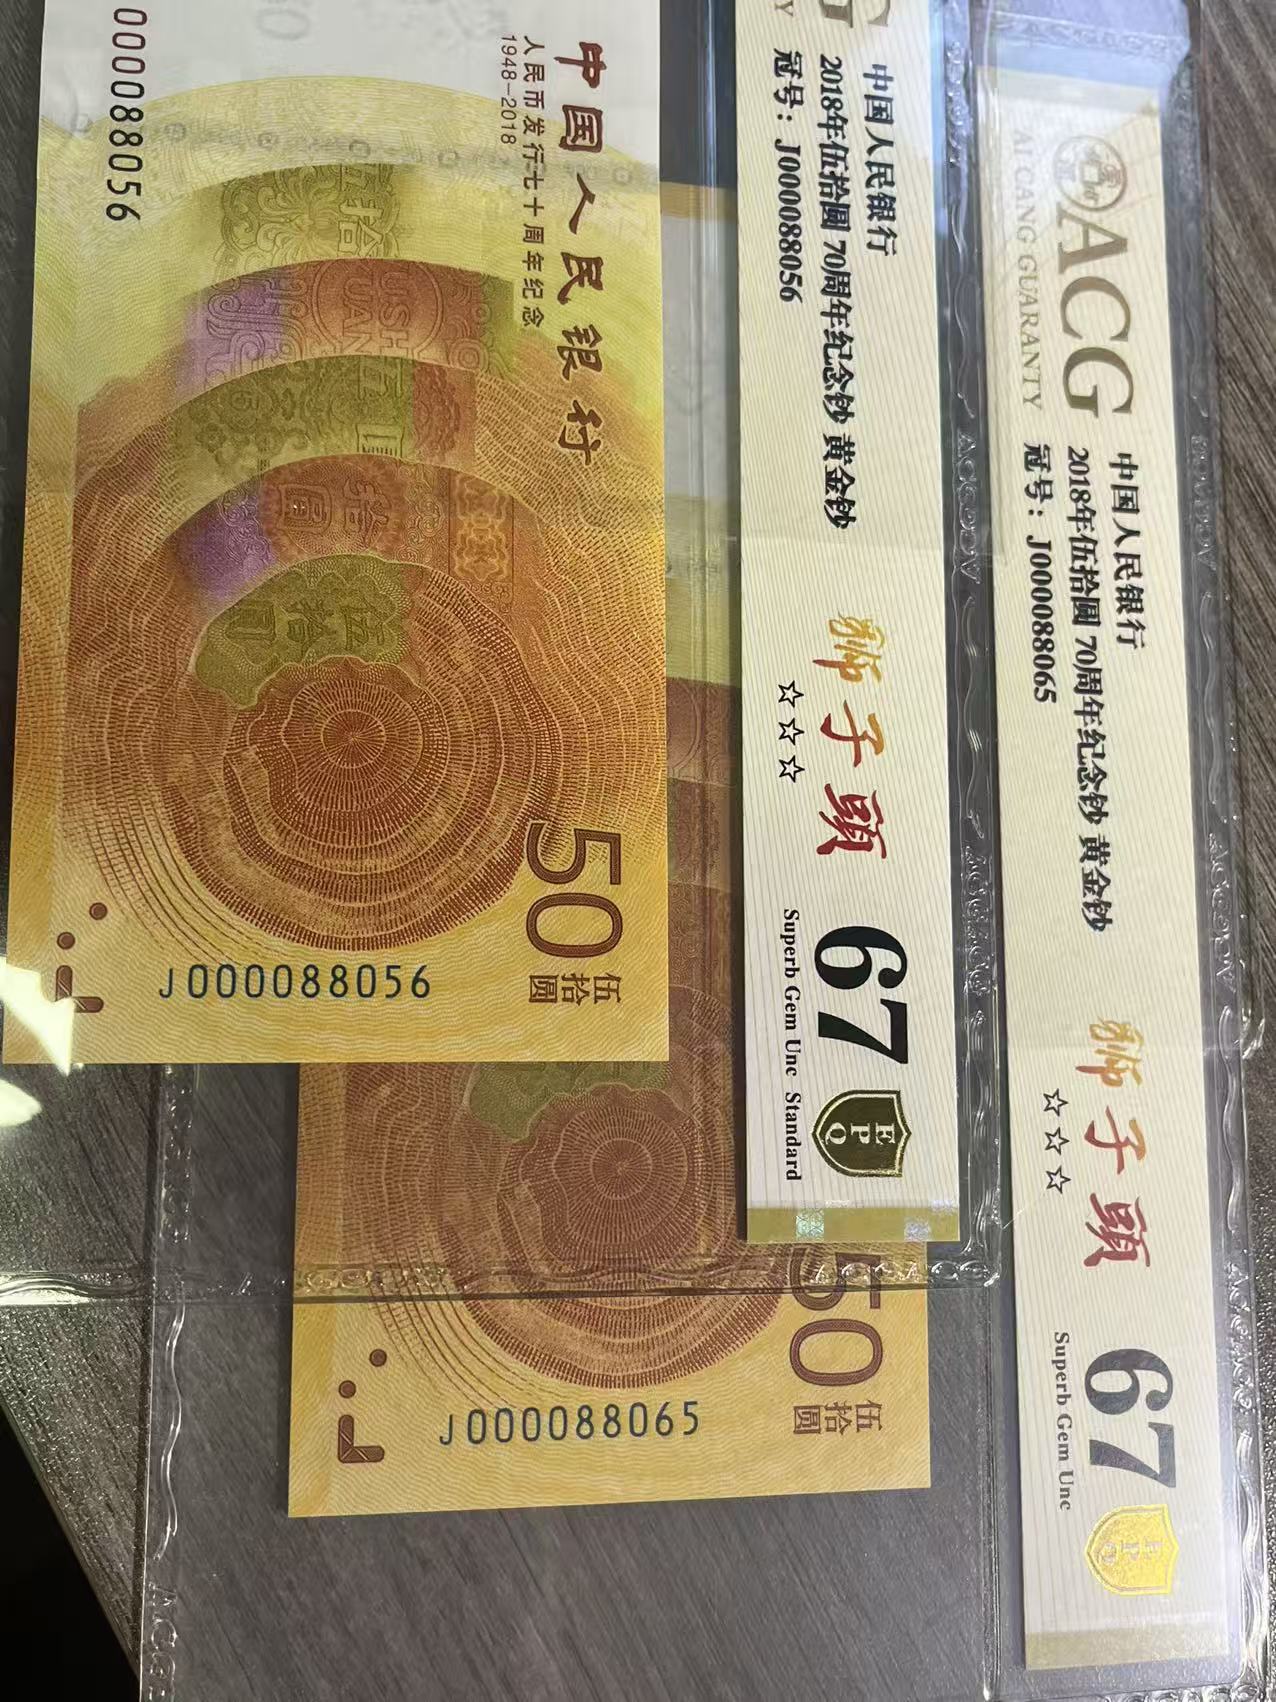 000088056
中国人民银行
人民币发行七十周年纪念
1948-2018
50
伍拾圆
J000088056
中国人民银行
2018年伍拾圆 70周年纪念钞 黄金钞
冠号：J000088056
狮子頭
☆☆☆
67
Superb Gem Unc Standard
EPQ
50
伍拾圆
J000088065
ACG
AI CANG GUARANTY
中国人民银行
2018年伍拾圆 70周年纪念钞 黄金钞
冠号：J000088065
狮子頭
☆☆☆
67
Superb Gem Unc
EPQ